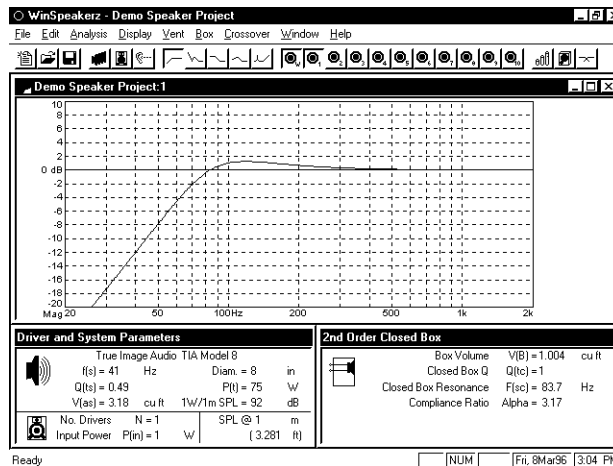 WinSpeakerz - Demo Speaker Project
File Edit Analysis Display Vent Box Crossover Window Help
Demo Speaker Project:1
10
8
6
4
2
0 dB
-2
-4
-6
-8
-10
-12
-14
-16
-18
-20
Mag 20 50 100Hz 200 500 1k 2k
Driver and System Parameters
True Image Audio TIA Model 8
f(s) = 41 Hz Diam. = 8 in
Q(ts) = 0.49 P(t) = 75 W
V(as) = 3.18 cu ft 1W/1m SPL = 92 dB
No. Drivers N = 1 SPL @ 1 m
Input Power P(in) = 1 W ( 3.281 ft)
2nd Order Closed Box
Box Volume V(B) = 1.004 cu ft
Closed Box Q Q(tc) = 1
Closed Box Resonance F(sc) = 83.7 Hz
Compliance Ratio Alpha = 3.17
Ready NUM Fri, 8Mar96 3:04 PM